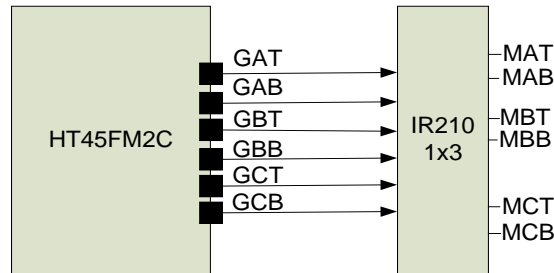 HT45FM2C
GAT
GAB
GBT
GBB
GCT
GCB
IR210
1x3
MAT
MAB
MBT
MBB
MCT
MCB